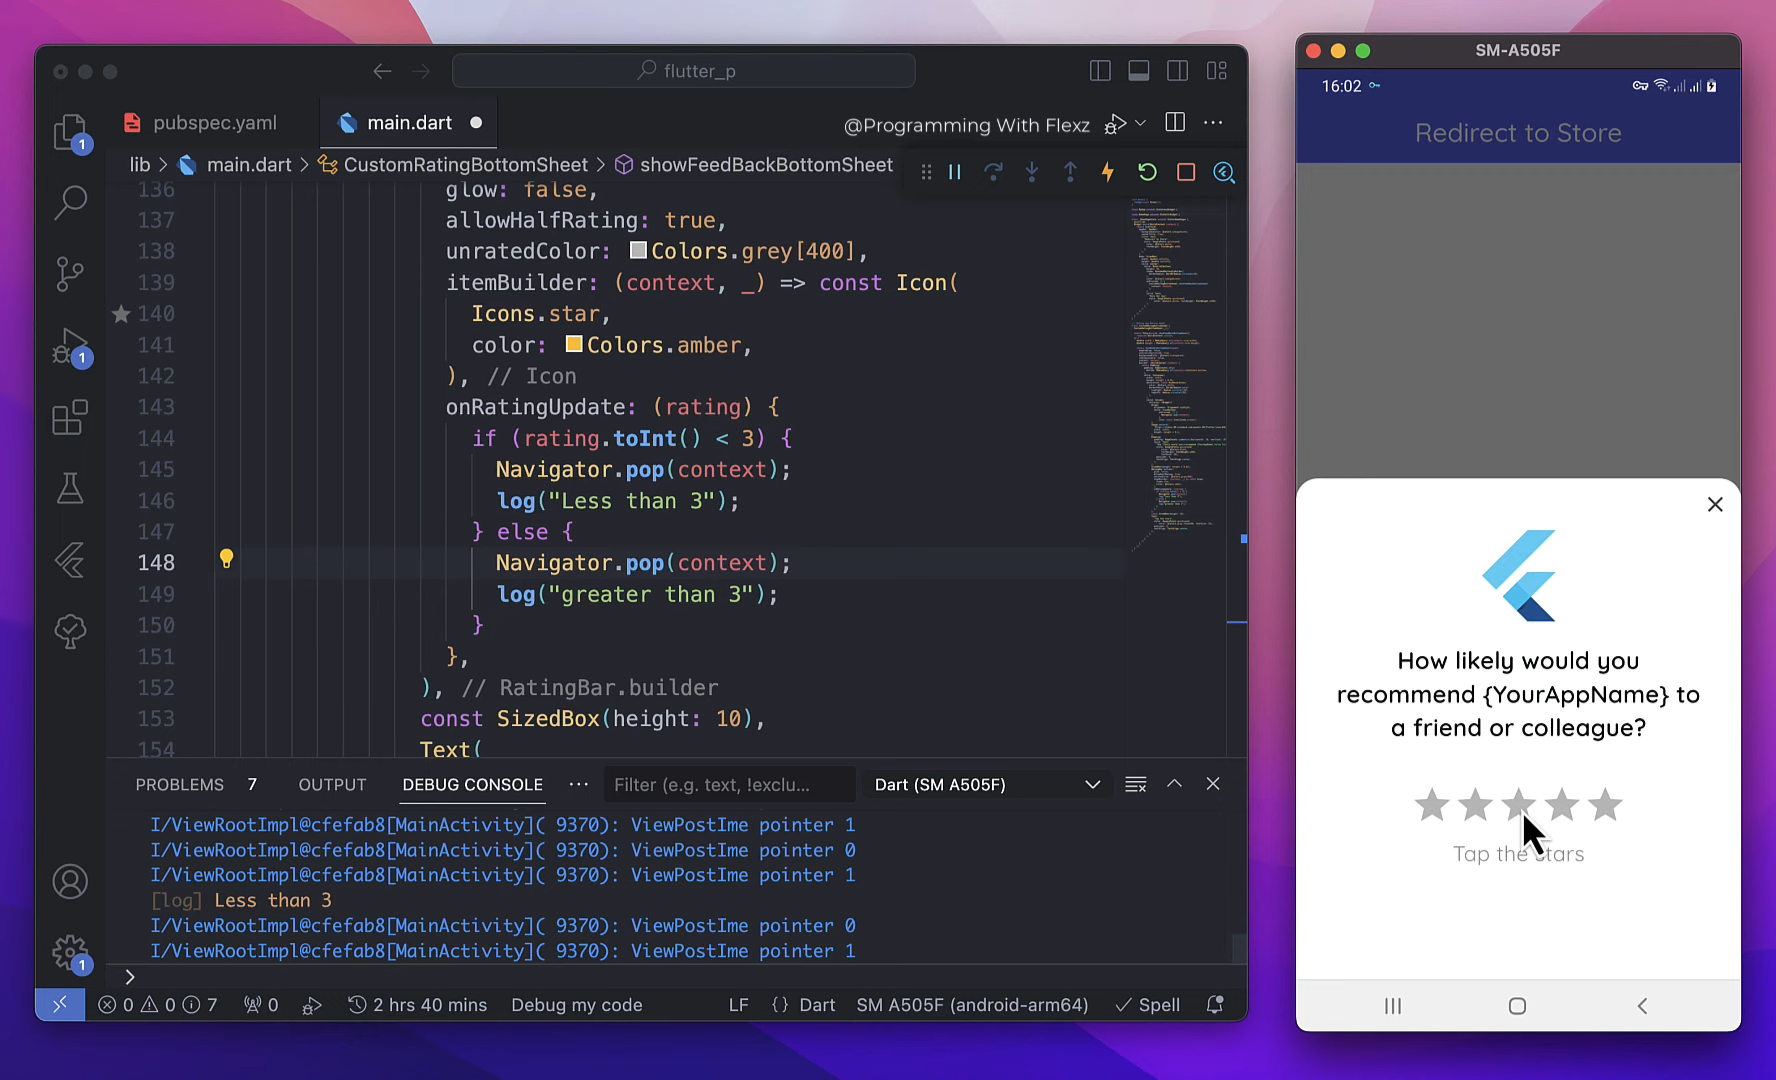 flutter_p
pubspec.yaml
main.dart
@Programming With Flexz
lib > main.dart > CustomRatingBottomSheet > showFeedBackBottomSheet
136 glow: false,
137 allowHalfRating: true,
138 unratedColor: Colors.grey[400],
139 itemBuilder: (context, _) => const Icon(
140 Icons.star,
141 color: Colors.amber,
142 ), // Icon
143 onRatingUpdate: (rating) {
144 if (rating.toInt() < 3) {
145 Navigator.pop(context);
146 log("Less than 3");
147 } else {
148 Navigator.pop(context);
149 log("greater than 3");
150 }
151 },
152 ), // RatingBar.builder
153 const SizedBox(height: 10),
154 Text(
PROBLEMS 7 OUTPUT DEBUG CONSOLE ··· Filter (e.g. text, !exclu... Dart (SM A505F)
I/ViewRootImpl@cfefab8[MainActivity]( 9370): ViewPostIme pointer 1
I/ViewRootImpl@cfefab8[MainActivity]( 9370): ViewPostIme pointer 0
I/ViewRootImpl@cfefab8[MainActivity]( 9370): ViewPostIme pointer 1
[log] Less than 3
I/ViewRootImpl@cfefab8[MainActivity]( 9370): ViewPostIme pointer 0
I/ViewRootImpl@cfefab8[MainActivity]( 9370): ViewPostIme pointer 1
>
1
1
1
0 0 7 0 2 hrs 40 mins Debug my code LF {} Dart SM A505F (android-arm64) Spell
SM-A505F
16:02
Redirect to Store
How likely would you
recommend {YourAppName} to
a friend or colleague?
Tap the stars